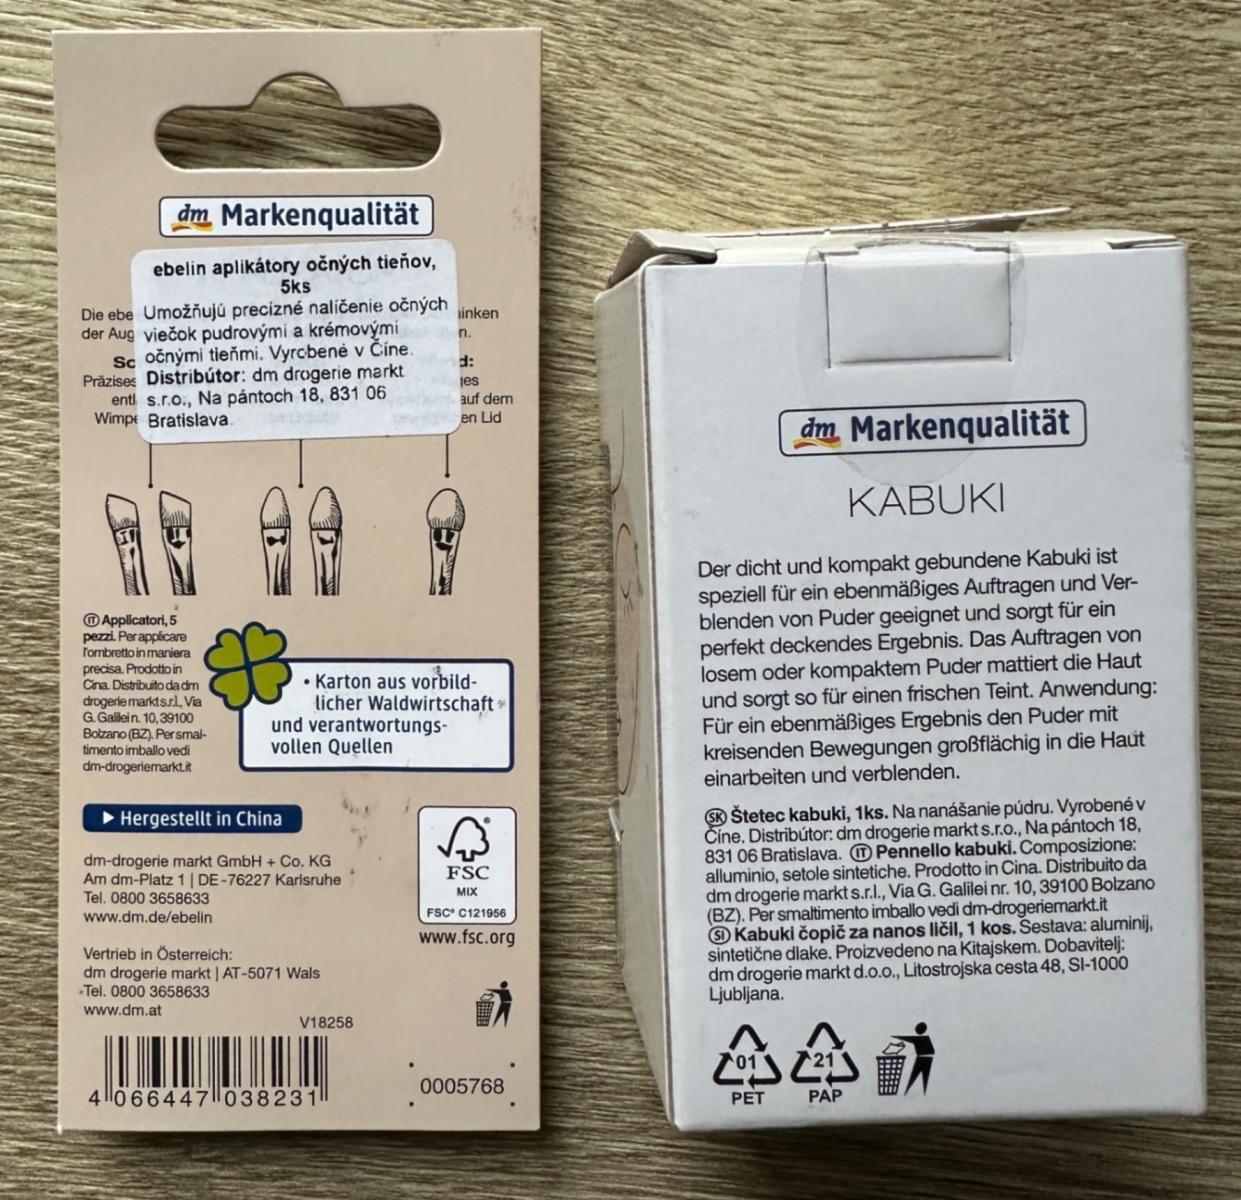 dm Markenqualität
ebelin aplikátory očných tieňov,
5ks
Umožňujú precizné nalíčenie očných
viečok pudrovými a krémovými
očnými tieňmi. Vyrobené v Číne.
Distribútor: dm drogerie markt
s.r.o., Na pántoch 18, 831 06
Bratislava.
Die
der
auf dem
Lid
IT Applicatori, 5
pezzi. Per applicare
l'ombretto in maniera
precisa. Prodotto in
Cina. Distribuito da dm
drogerie markt s.r.l., Via
G. Galilei n. 10, 39100
Bolzano (BZ). Per smal-
timento imballo vedi
dm-drogeriemarkt.it
• Karton aus vorbild-
licher Waldwirtschaft
und verantwortungs-
vollen Quellen
Hergestellt in China
dm-drogerie markt GmbH + Co. KG
Am dm-Platz 1 | DE-76227 Karlsruhe
Tel. 0800 3658633
www.dm.de/ebelin
Vertrieb in Österreich:
dm drogerie markt | AT-5071 Wals
Tel. 0800 3658633
www.dm.at
V18258
4 066447 038231
FSC
MIX
FSC® C121956
www.fsc.org
0005768
dm Markenqualität
KABUKI
Der dicht und kompakt gebundene Kabuki ist
speziell für ein ebenmäßiges Auftragen und Ver-
blenden von Puder geeignet und sorgt für ein
perfekt deckendes Ergebnis. Das Auftragen von
losem oder kompaktem Puder mattiert die Haut
und sorgt so für einen frischen Teint. Anwendung:
Für ein ebenmäßiges Ergebnis den Puder mit
kreisenden Bewegungen großflächig in die Haut
einarbeiten und verblenden.
SK Štetec kabuki, 1ks. Na nanášanie púdru. Vyrobené v
Číne. Distribútor: dm drogerie markt s.r.o., Na pántoch 18,
831 06 Bratislava. IT Pennello kabuki. Composizione:
alluminio, setole sintetiche. Prodotto in Cina. Distribuito da
dm drogerie markt s.r.l., Via G. Galilei nr. 10, 39100 Bolzano
(BZ). Per smaltimento imballo vedi dm-drogeriemarkt.it
SI Kabuki čopič za nanos ličil, 1 kos. Sestava: aluminij,
sintetične dlake. Proizvedeno na Kitajskem. Dobavitelj:
dm drogerie markt d.o.o., Litostrojska cesta 48, SI-1000
Ljubljana.
01
PET
21
PAP